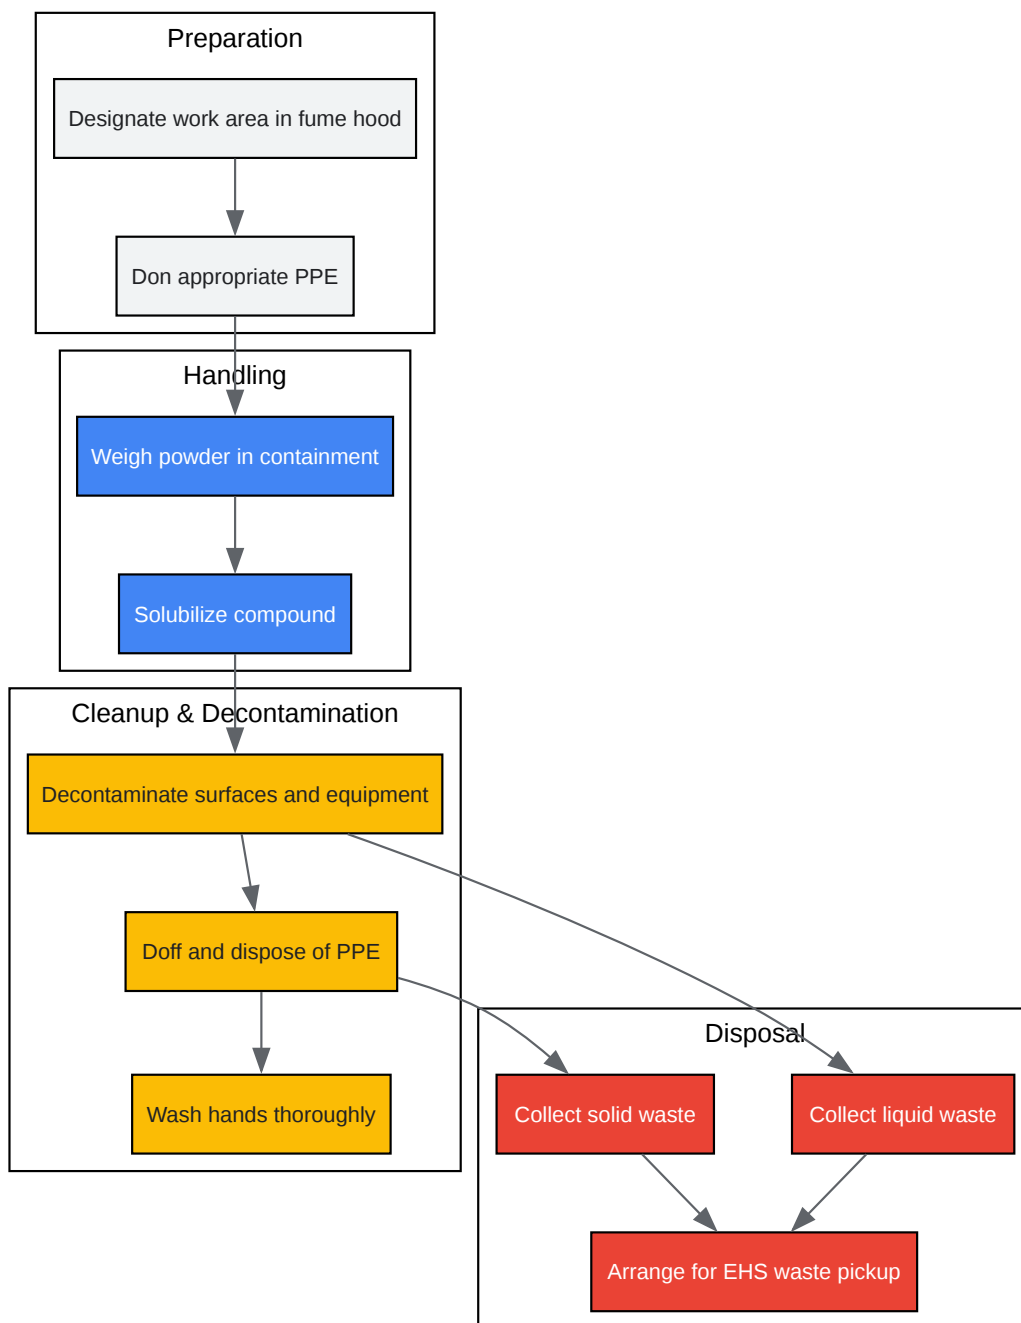 Preparation
Designate work area in fume hood
Don appropriate PPE
Handling
Weigh powder in containment
Solubilize compound
Cleanup & Decontamination
Decontaminate surfaces and equipment
Doff and dispose of PPE
Wash hands thoroughly
Disposal
Collect solid waste
Collect liquid waste
Arrange for EHS waste pickup